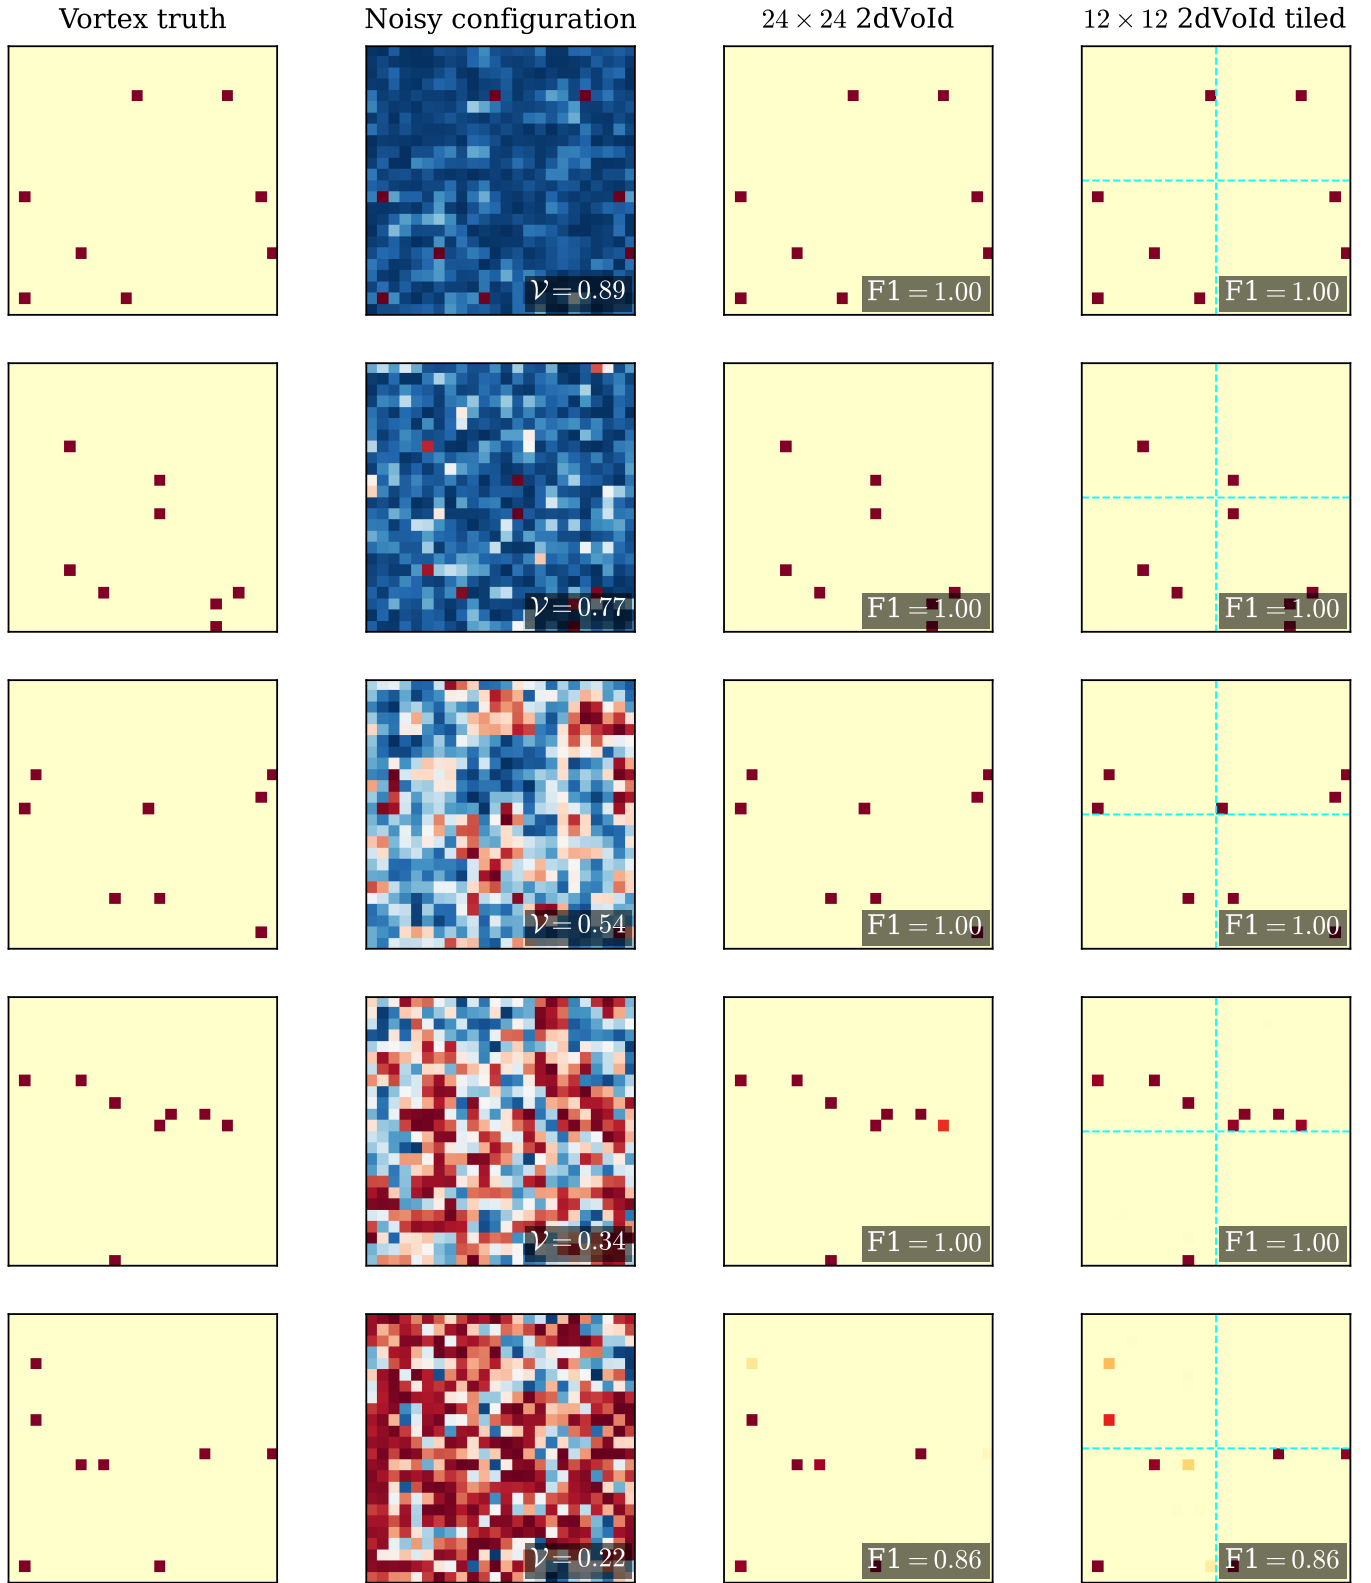 Vortex truth
Noisy configuration
24 × 24 2dVoId
12 × 12 2dVoId tiled
𝒱 = 0.89
F1 = 1.00
F1 = 1.00
𝒱 = 0.77
F1 = 1.00
F1 = 1.00
𝒱 = 0.54
F1 = 1.00
F1 = 1.00
𝒱 = 0.34
F1 = 1.00
F1 = 1.00
𝒱 = 0.22
F1 = 0.86
F1 = 0.86